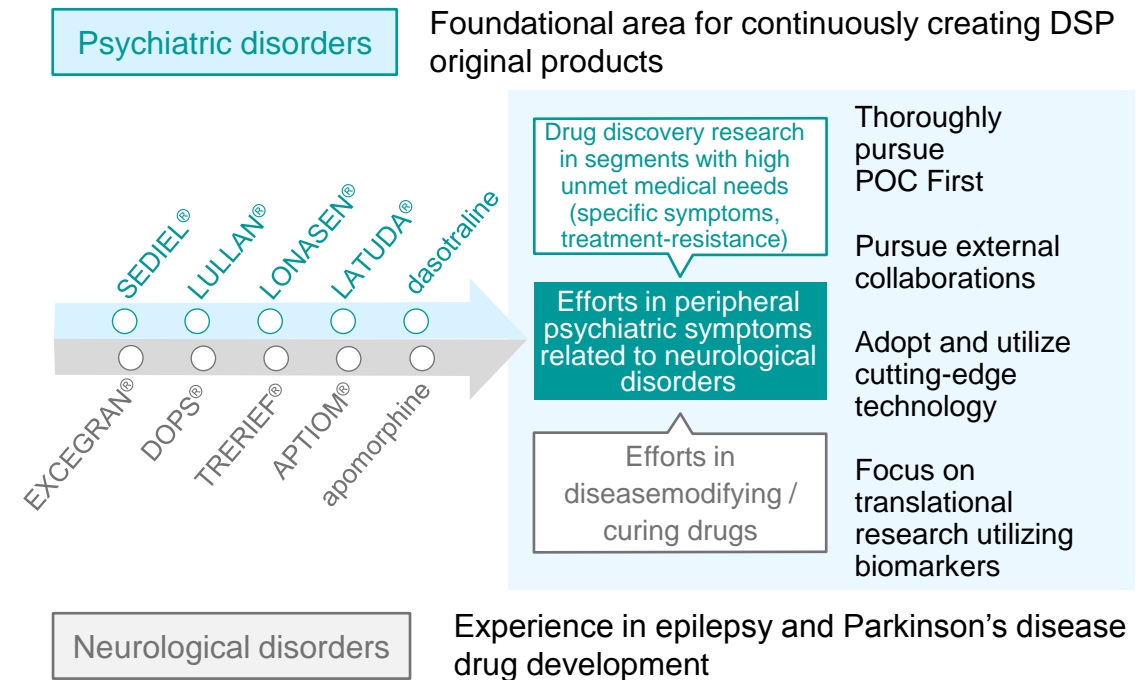 Psychiatric disorders
Foundational area for continuously creating DSP
original products
SEDIEL®
LULLAN®
LONASEN®
LATUDA®
dasotraline
EXCEGRAN®
DOPS®
TRERIEF®
APTIOM®
apomorphine
Drug discovery research
in segments with high
unmet medical needs
(specific symptoms,
treatment-resistance)
Efforts in peripheral
psychiatric symptoms
related to neurological
disorders
Efforts in
diseasemodifying /
curing drugs
Thoroughly
pursue
POC First
Pursue external
collaborations
Adopt and utilize
cutting-edge
technology
Focus on
translational
research utilizing
biomarkers
Neurological disorders
Experience in epilepsy and Parkinson’s disease
drug development